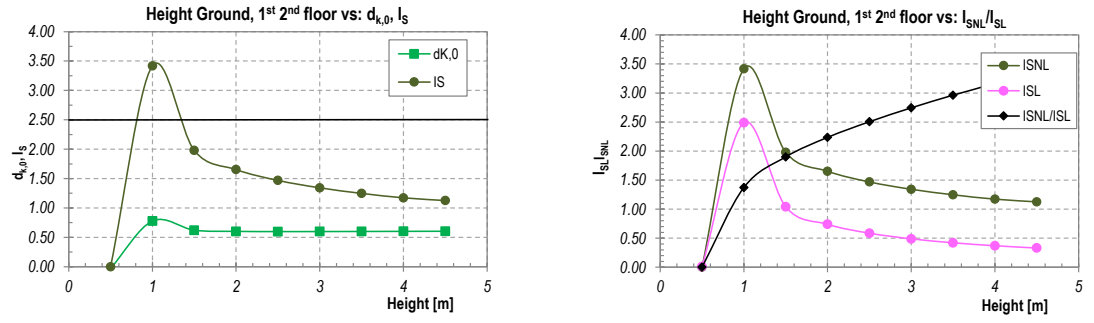 Height Ground, 1st 2nd floor vs: dk,0, IS
4.00
3.50
3.00
2.50
2.00
1.50
1.00
0.50
0.00
dk,0, IS
dK,0
IS
0 1 2 3 4 5
Height [m]
Height Ground, 1st 2nd floor vs: ISNL/ISL
4.00
3.50
3.00
2.50
2.00
1.50
1.00
0.50
0.00
ISLISNL
ISNL
ISL
ISNL/ISL
0 1 2 3 4 5
Height [m]